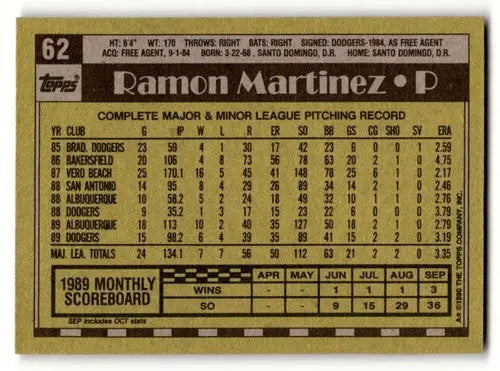 62
HT: 6'4" WT: 170 THROWS: RIGHT BATS: RIGHT SIGNED: DODGERS-1984, AS FREE AGENT
ACQ: FREE AGENT, 9-1-84 BORN: 3-22-68, SANTO DOMINGO, D.R. HOME: SANTO DOMINGO, D.R.
Topps
Ramon Martinez • P
COMPLETE MAJOR & MINOR LEAGUE PITCHING RECORD
YR CLUB G IP W L R ER SO BB GS CG SHO SV ERA
85 BRAD. DODGERS 23 59 4 1 30 17 42 23 6 0 0 1 2.59
86 BAKERSFIELD 20 106 4 8 73 56 78 63 20 2 1 0 4.75
87 VERO BEACH 25 170.1 16 5 45 41 148 78 25 6 1 0 2.17
88 SAN ANTONIO 14 95 8 4 29 26 89 34 14 2 1 0 2.46
88 ALBUQUERQUE 10 58.2 5 2 24 18 49 32 10 1 1 0 2.76
88 DODGERS 9 35.2 1 3 17 15 23 22 6 0 0 0 3.79
89 ALBUQUERQUE 18 113 10 2 40 35 127 50 18 2 1 0 2.79
89 DODGERS 15 98.2 6 4 39 35 89 41 15 2 2 0 3.19
MAJ. LEA. TOTALS 24 134.1 7 7 56 50 112 63 21 2 2 0 3.35
1989 MONTHLY SCOREBOARD
APR MAY JUN JUL AUG SEP
WINS - - 1 1 1 3
SO - - 9 15 29 36
SEP includes OCT stats
A* © 1990 THE TOPPS COMPANY, INC.